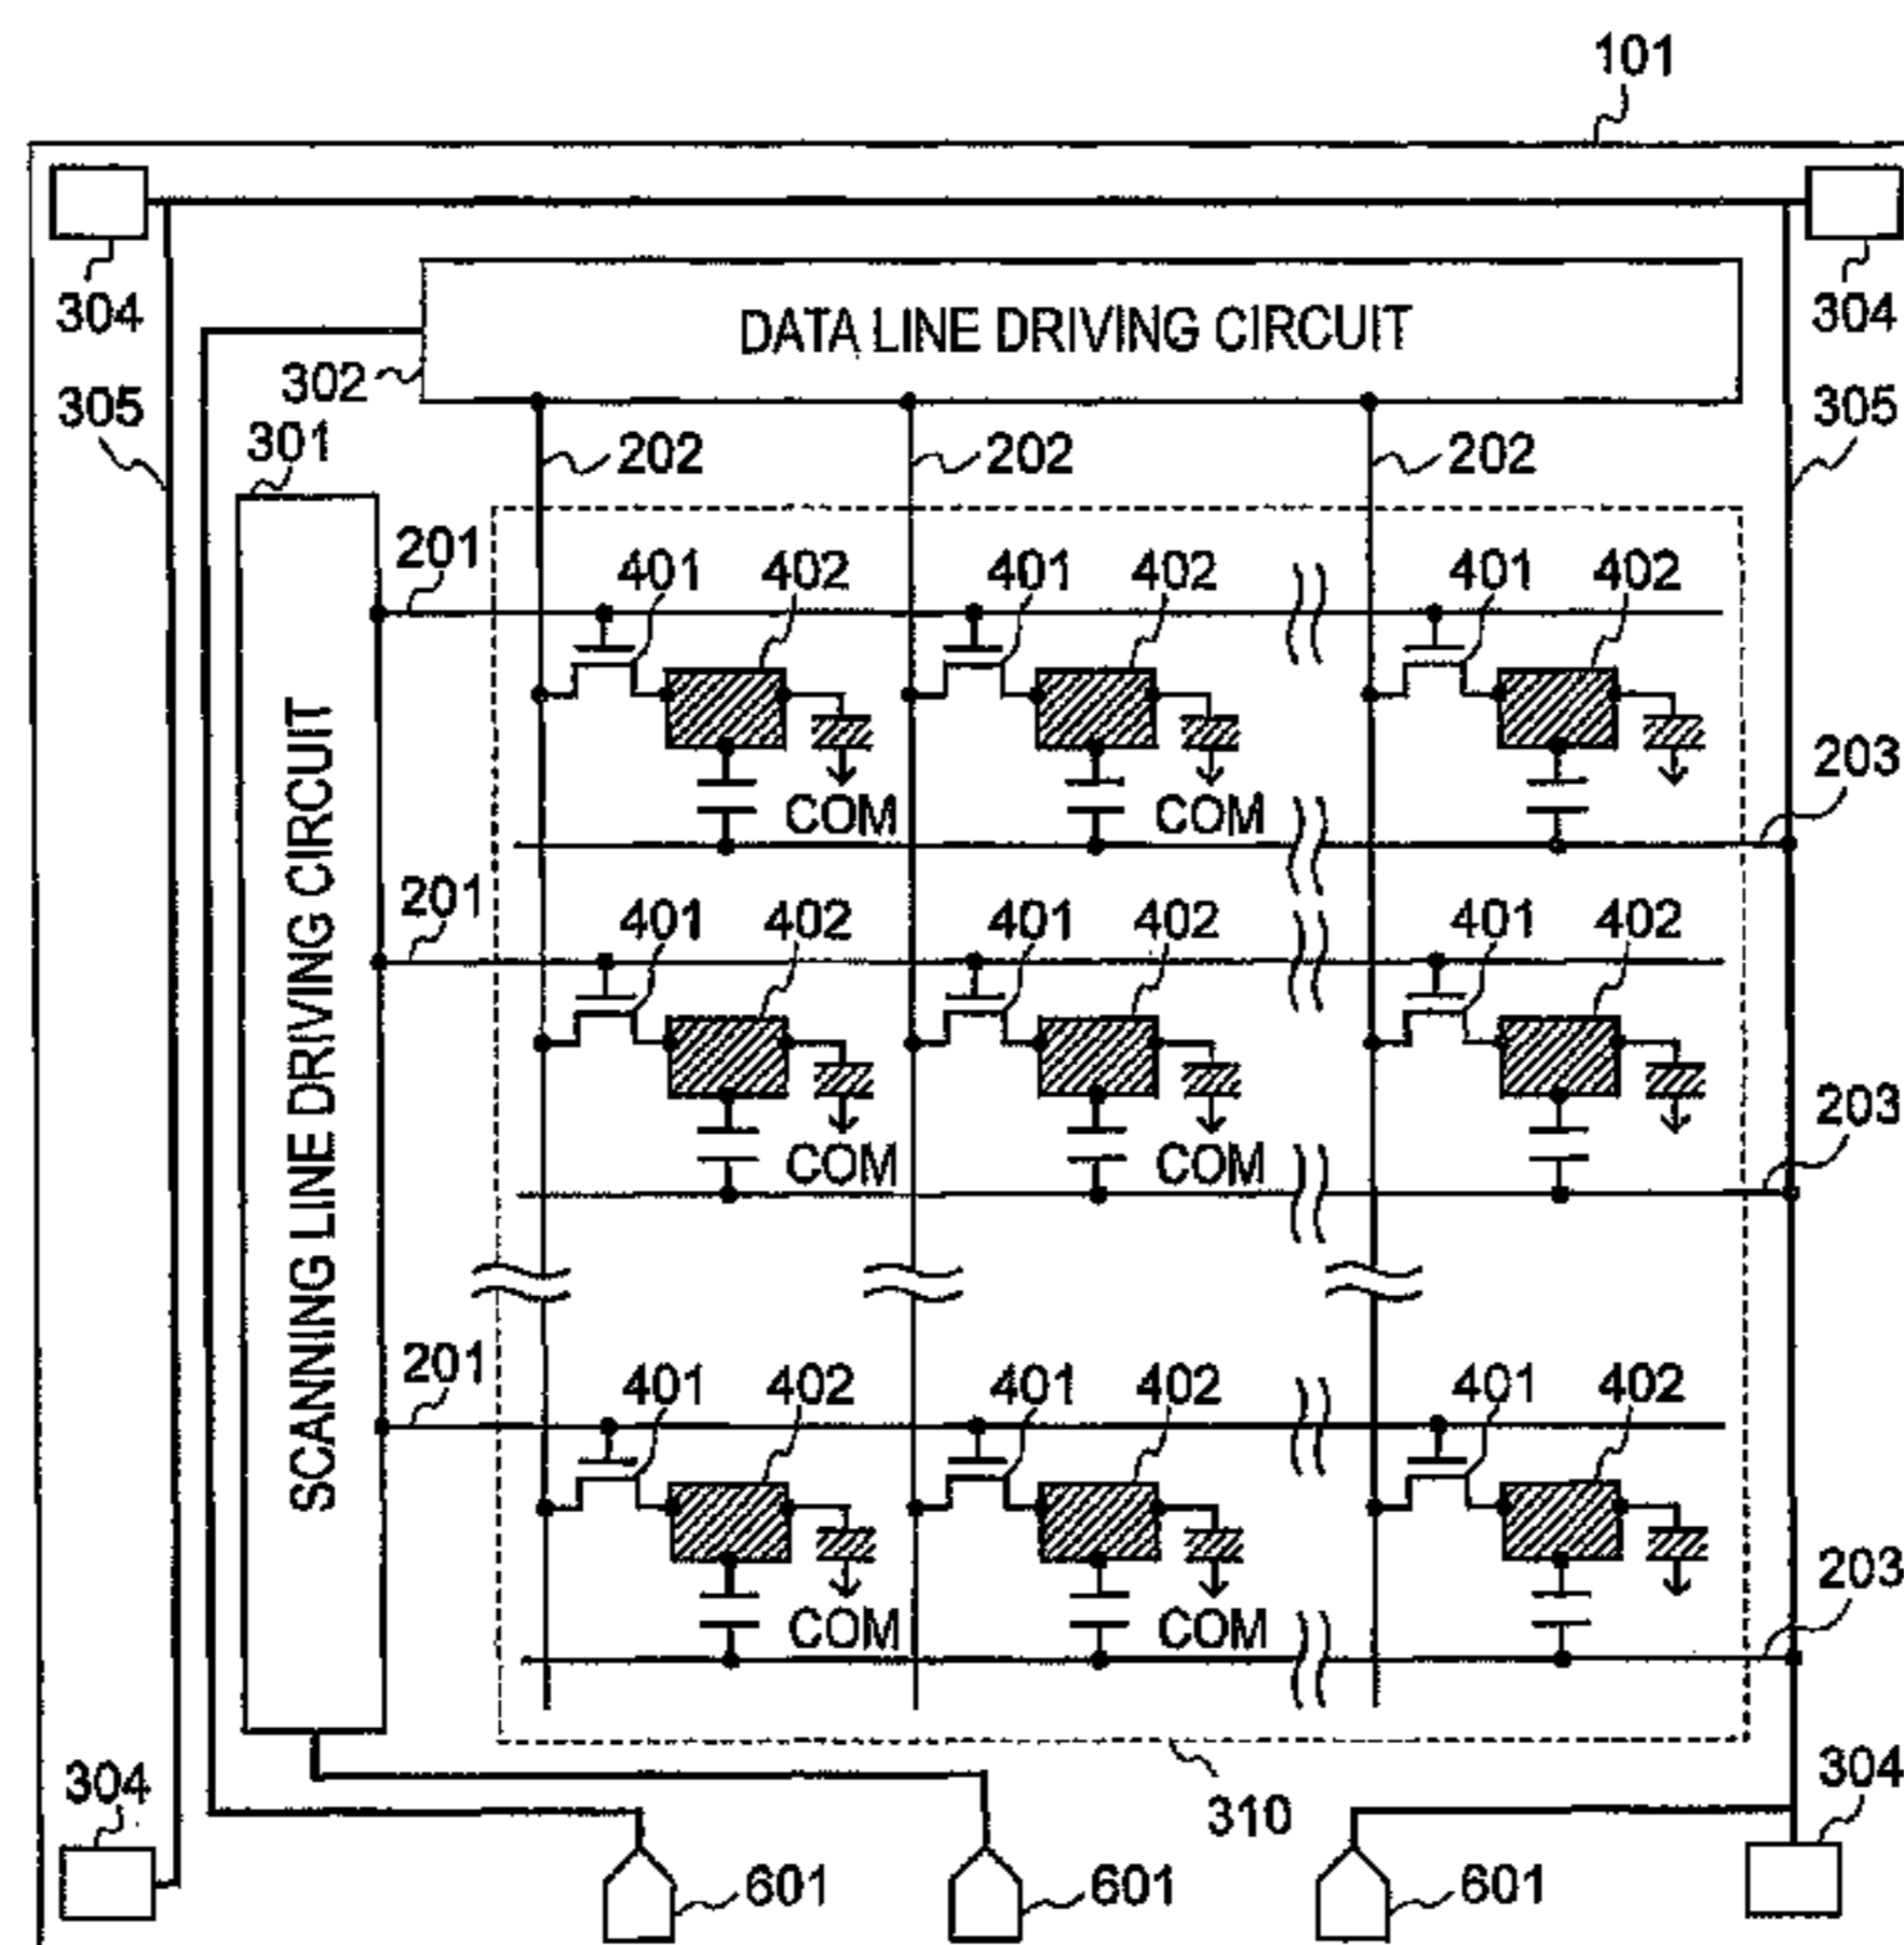 101
304 304
DATA LINE DRIVING CIRCUIT
302
305 305
301
202 202 202
SCANNING LINE DRIVING CIRCUIT
201 401 402 401 402 401 402
203
COM COM
201 401 402 401 402 401 402
203
COM COM
201 401 402 401 402 401 402
203
COM COM
304 304
310
601 601 601